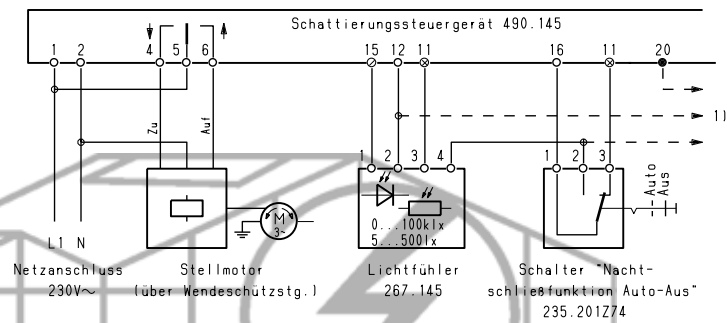 Schattierungssteuergerät 490.145
1 2 4 5 6 15 12 11 16 11 20
1)
Zu
Auf
1 2 3 4
1 2 3
Auto
Aus
M
3~
0...100klx
5...500lx
L1 N
Netzanschluss
230V~
Stellmotor
(über Wendeschützstg.)
Lichtfühler
267.145
Schalter "Nacht-
schließfunktion Auto-Aus"
235.201Z74